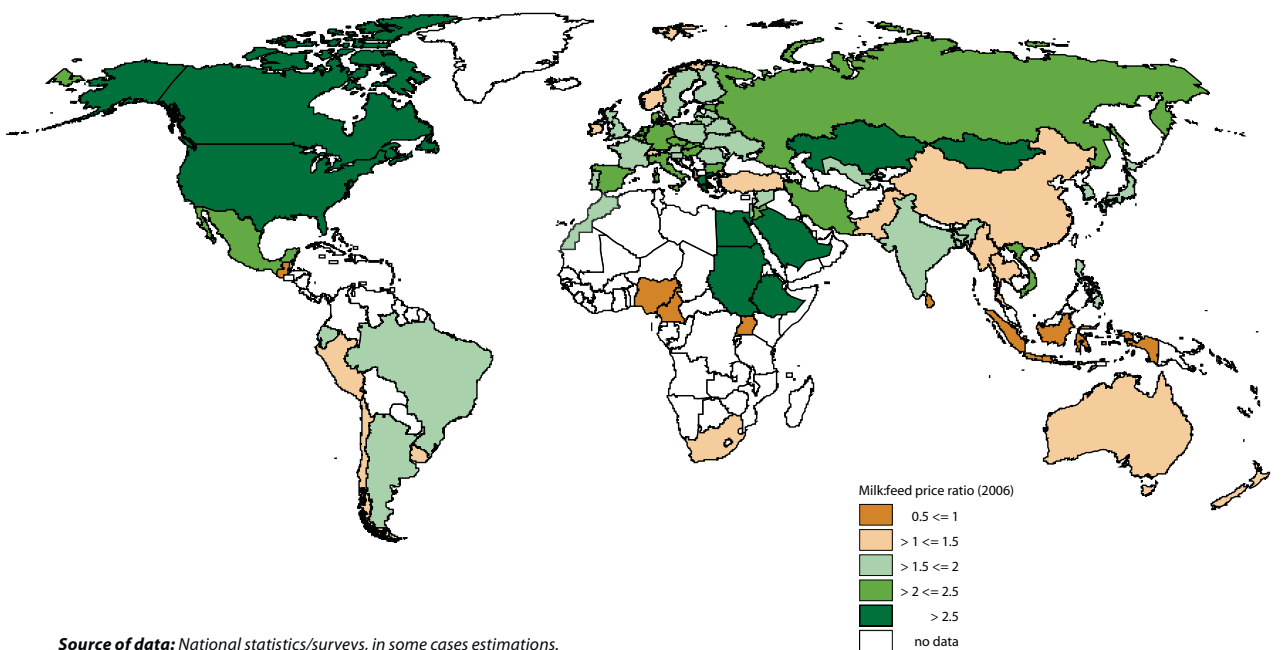 Milk:feed price ratio (2006)
0.5 <= 1
> 1 <= 1.5
> 1.5 <= 2
> 2 <= 2.5
> 2.5
no data
Source of data: National statistics/surveys, in some cases estimations.